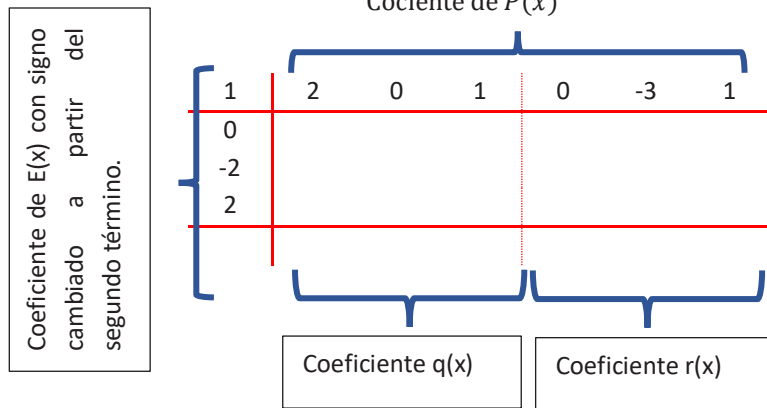 Cociente de P(x)
Coeficiente de E(x) con signo
cambiado a partir del
segundo término.
1 2 0 1 0 -3 1
0
-2
2
Coeficiente q(x)
Coeficiente r(x)